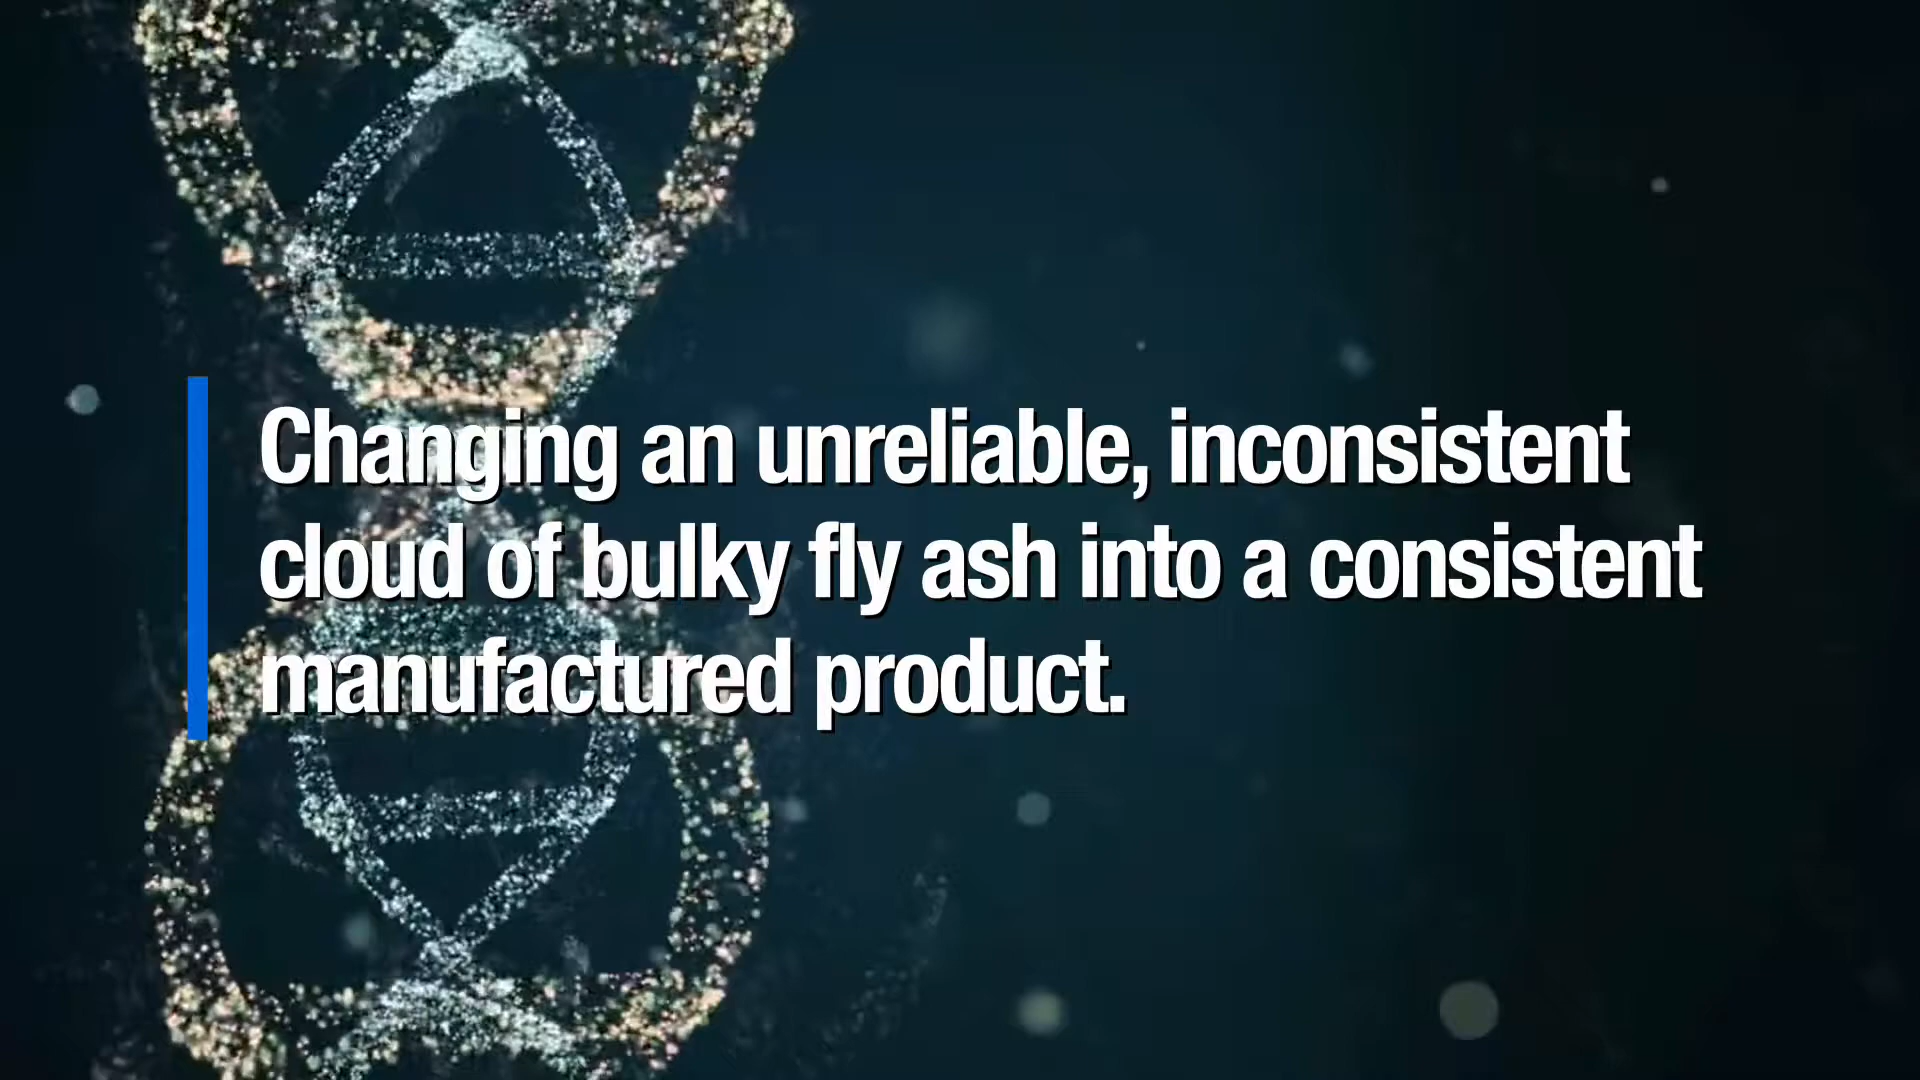 Changing an unreliable, inconsistent
cloud of bulky fly ash into a consistent
manufactured product.